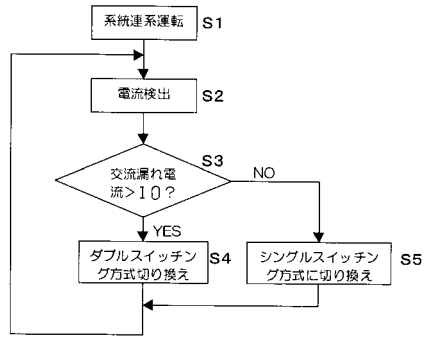 系統連系運転 S1
電流検出 S2
S3
交流漏れ電
流>I0?
NO
YES
ダブルスイッチン
グ方式切り換え
S4
シングルスイッチン
グ方式に切り換え
S5